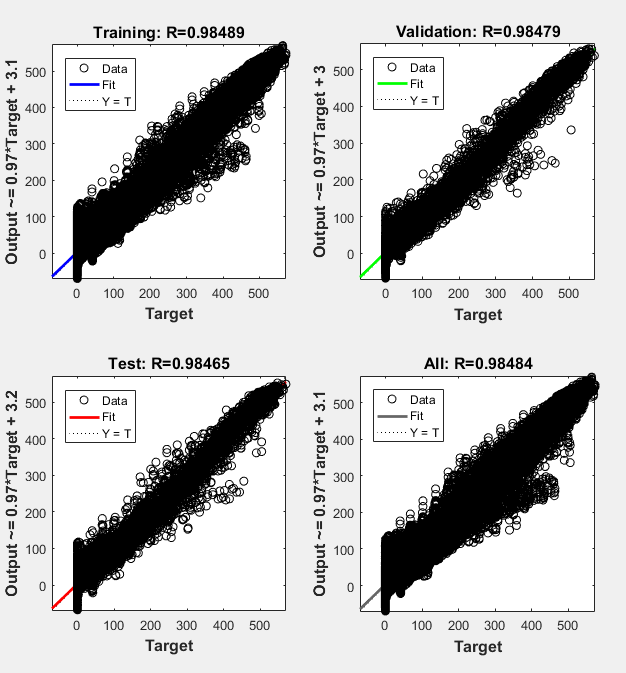 Training: R=0.98489
Output ~= 0.97*Target + 3.1
Data
Fit
Y = T
500
400
300
200
100
0
0 100 200 300 400 500
Target
Validation: R=0.98479
Output ~= 0.97*Target + 3
Data
Fit
Y = T
500
400
300
200
100
0
0 100 200 300 400 500
Target
Test: R=0.98465
Output ~= 0.97*Target + 3.2
Data
Fit
Y = T
500
400
300
200
100
0
0 100 200 300 400 500
Target
All: R=0.98484
Output ~= 0.97*Target + 3.1
Data
Fit
Y = T
500
400
300
200
100
0
0 100 200 300 400 500
Target